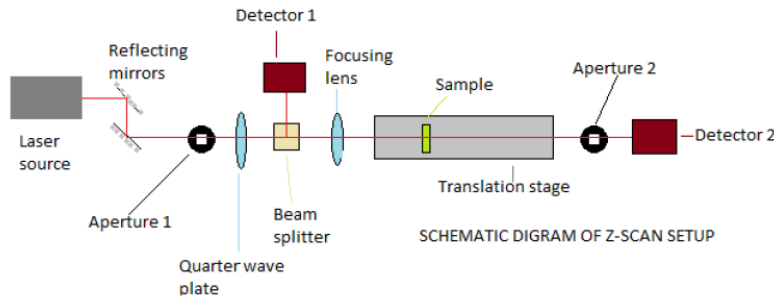 Detector 1
Reflecting
mirrors
Focusing
lens
Aperture 2
Sample
Laser
source
Detector 2
Translation stage
Aperture 1
Beam
splitter
SCHEMATIC DIGRAM OF Z-SCAN SETUP
Quarter wave
plate